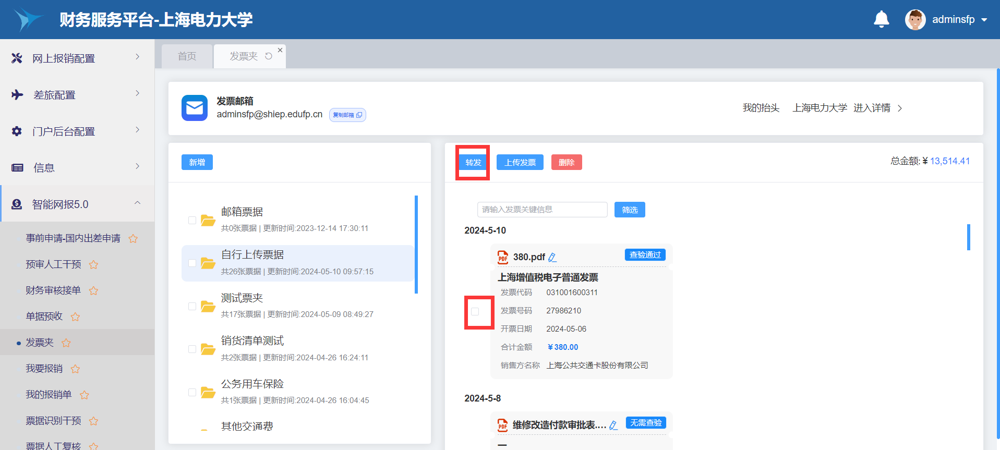 财务服务平台-上海电力大学
adminsfp
网上报销配置
差旅配置
门户后台配置
信息
智能网报5.0
事前申请-国内出差申请
预审人工干预
财务审核接单
单据预收
发票夹
我要报销
我的报销单
票据识别干预
票据人工复核
首页
发票夹
发票邮箱
adminsfp@shiep.edufp.cn
复制邮箱
我的抬头 上海电力大学 进入详情
新增
邮箱票据
共0张票据 | 更新时间:2023-12-14 17:30:11
自行上传票据
共26张票据 | 更新时间:2024-05-10 09:57:15
测试票夹
共17张票据 | 更新时间:2024-05-09 08:49:27
销货清单测试
共2张票据 | 更新时间:2024-04-26 16:24:11
公务用车保险
共1张票据 | 更新时间:2024-04-26 16:04:45
其他交通费
转发 上传发票 删除
总金额:¥ 13,514.41
请输入发票关键信息
筛选
2024-5-10
PDF 380.pdf 查验通过
上海增值税电子普通发票
发票代码 031001600311
发票号码 27986210
开票日期 2024-05-06
合计金额 ¥380.00
销售方名称 上海公共交通卡股份有限公司
2024-5-8
PDF 维修改造付款审批表.... 无需查验
—